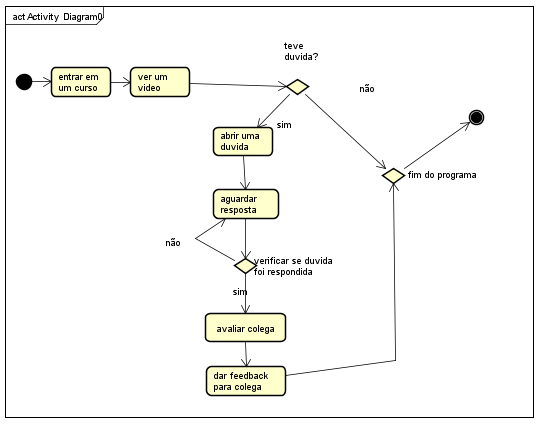 act Activity Diagram0
teve
duvida?
entrar em
um curso
ver um
video
não
sim
abrir uma
duvida
fim do programa
aguardar
resposta
não
verificar se duvida
foi respondida
sim
avaliar colega
dar feedback
para colega